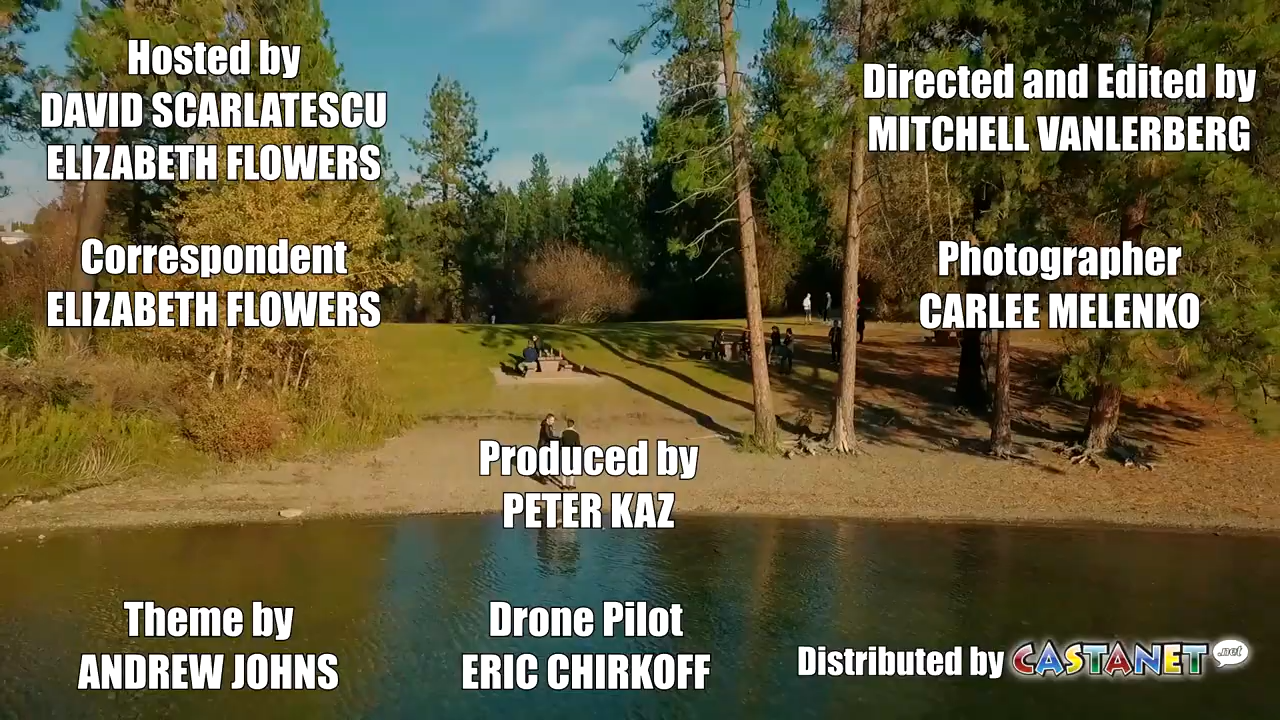 Hosted by
DAVID SCARLATESCU
ELIZABETH FLOWERS
Correspondent
ELIZABETH FLOWERS
Directed and Edited by
MITCHELL VANLERBERG
Photographer
CARLEE MELENKO
Produced by
PETER KAZ
Theme by
ANDREW JOHNS
Drone Pilot
ERIC CHIRKOFF
Distributed by CASTANET .net